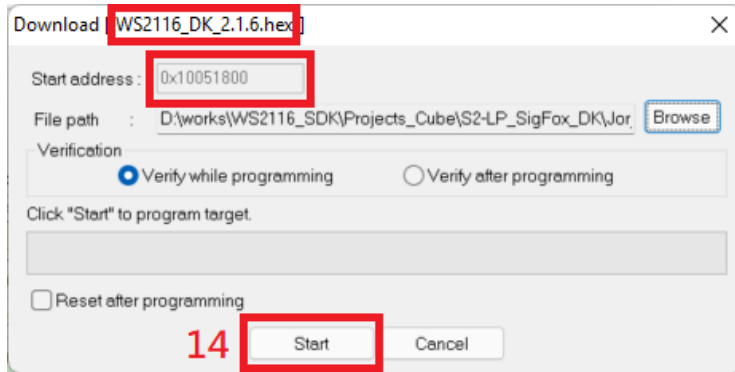 Download [ WS2116_DK_2.1.6.hex ]
Start address : 0x10051800
File path : D:\works\WS2116_SDK\Projects_Cube\S2-LP_SigFox_DK\Jor Browse
Verification
Verify while programming Verify after programming
Click "Start" to program target.
Reset after programming
14 Start Cancel